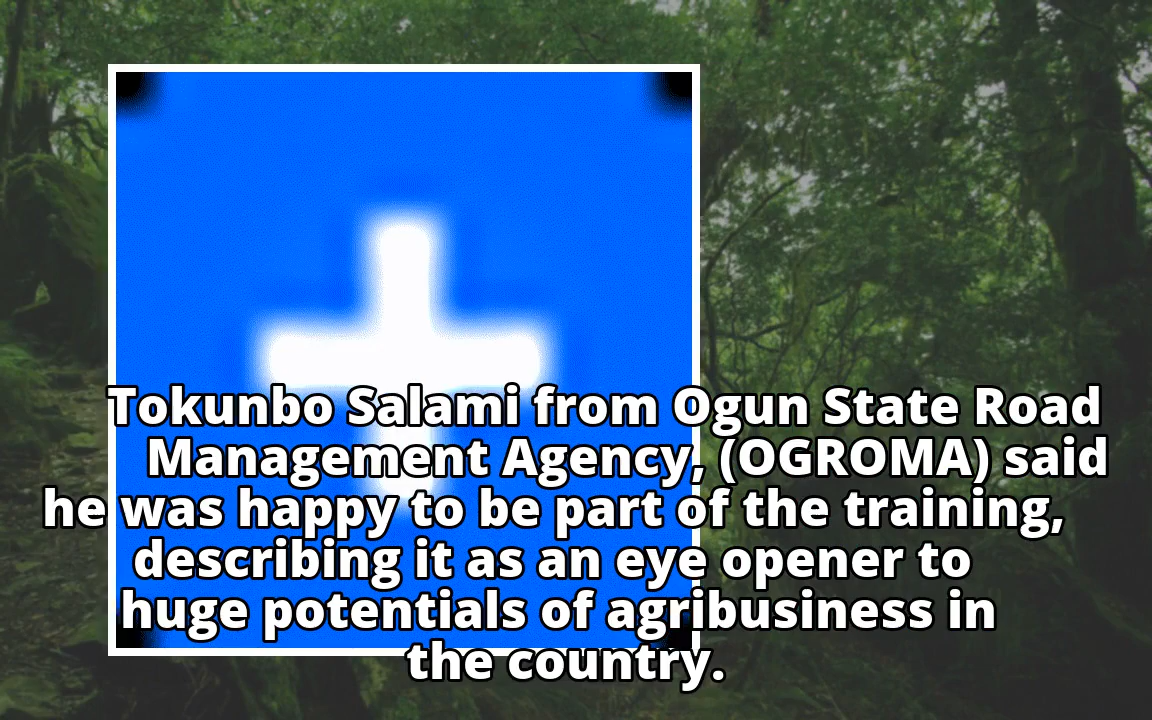 Tokunbo Salami from Ogun State Road
Management Agency, (OGROMA) said
he was happy to be part of the training,
describing it as an eye opener to
huge potentials of agribusiness in
the country.